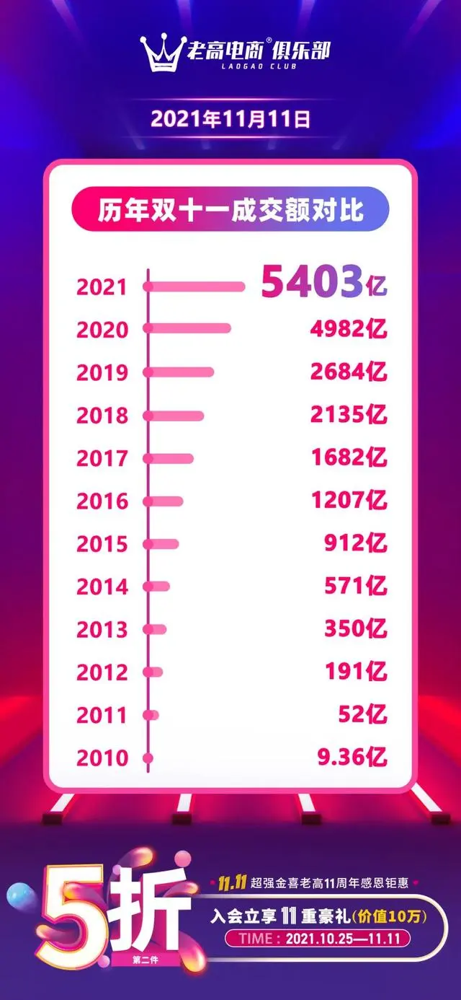 老高电商®俱乐部
LAOGAO CLUB
2021年11月11日
历年双十一成交额对比
2021 5403亿
2020 4982亿
2019 2684亿
2018 2135亿
2017 1682亿
2016 1207亿
2015 912亿
2014 571亿
2013 350亿
2012 191亿
2011 52亿
2010 9.36亿
5折
第二件
11.11 超强金喜老高11周年感恩钜惠
入会立享 11 重豪礼(价值10万)
TIME : 2021.10.25—11.11